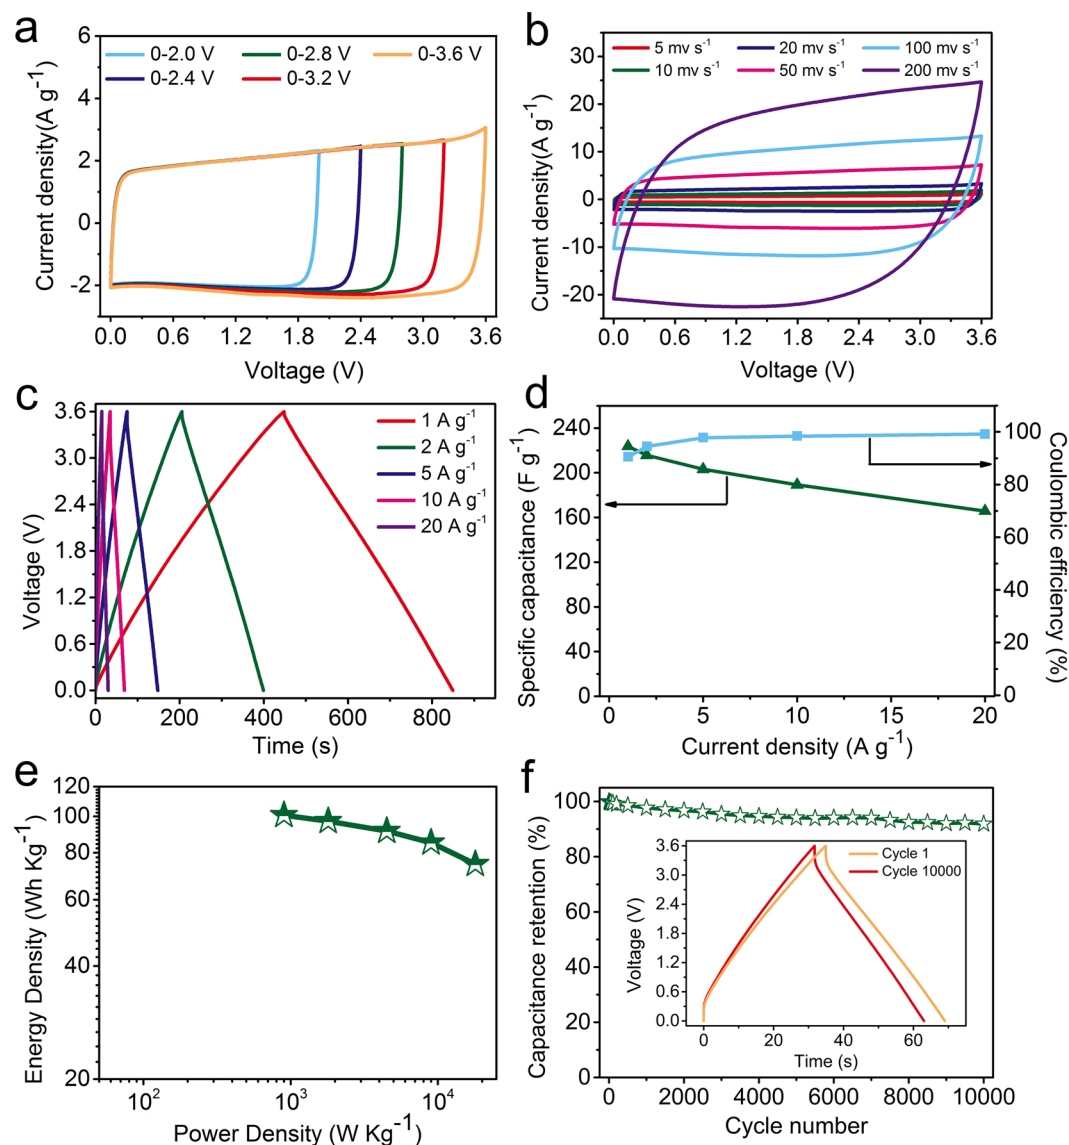 a
0-2.0 V 0-2.8 V 0-3.6 V
0-2.4 V 0-3.2 V
6
4
2
0
-2
Current density(A g⁻¹)
0.0 0.6 1.2 1.8 2.4 3.0 3.6
Voltage (V)
b
5 mv s⁻¹ 20 mv s⁻¹ 100 mv s⁻¹
10 mv s⁻¹ 50 mv s⁻¹ 200 mv s⁻¹
30
20
10
0
-10
-20
Current density(A g⁻¹)
0.0 0.6 1.2 1.8 2.4 3.0 3.6
Voltage (V)
c
1 A g⁻¹
2 A g⁻¹
5 A g⁻¹
10 A g⁻¹
20 A g⁻¹
3.6
3.0
2.4
1.8
1.2
0.6
0.0
Voltage (V)
0 200 400 600 800
Time (s)
d
240
200
160
120
80
40
0
Specific capacitance (F g⁻¹)
100
80
60
40
20
0
Coulombic efficiency (%)
0 5 10 15 20
Current density (A g⁻¹)
e
120
100
80
60
40
20
Energy Density (Wh Kg⁻¹)
10² 10³ 10⁴
Power Density (W Kg⁻¹)
f
100
80
60
40
20
0
Capacitance retention (%)
Cycle 1
Cycle 10000
3.6
3.0
2.4
1.8
1.2
0.6
0.0
Voltage (V)
0 20 40 60
Time (s)
0 2000 4000 6000 8000 10000
Cycle number